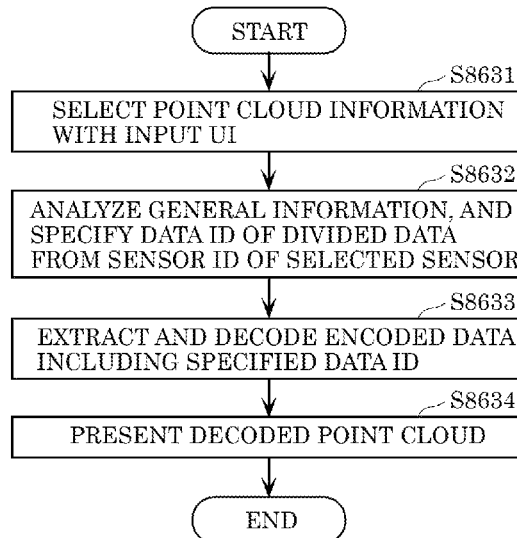 START
S8631
SELECT POINT CLOUD INFORMATION
WITH INPUT UI
S8632
ANALYZE GENERAL INFORMATION, AND
SPECIFY DATA ID OF DIVIDED DATA
FROM SENSOR ID OF SELECTED SENSOR
S8633
EXTRACT AND DECODE ENCODED DATA
INCLUDING SPECIFIED DATA ID
S8634
PRESENT DECODED POINT CLOUD
END